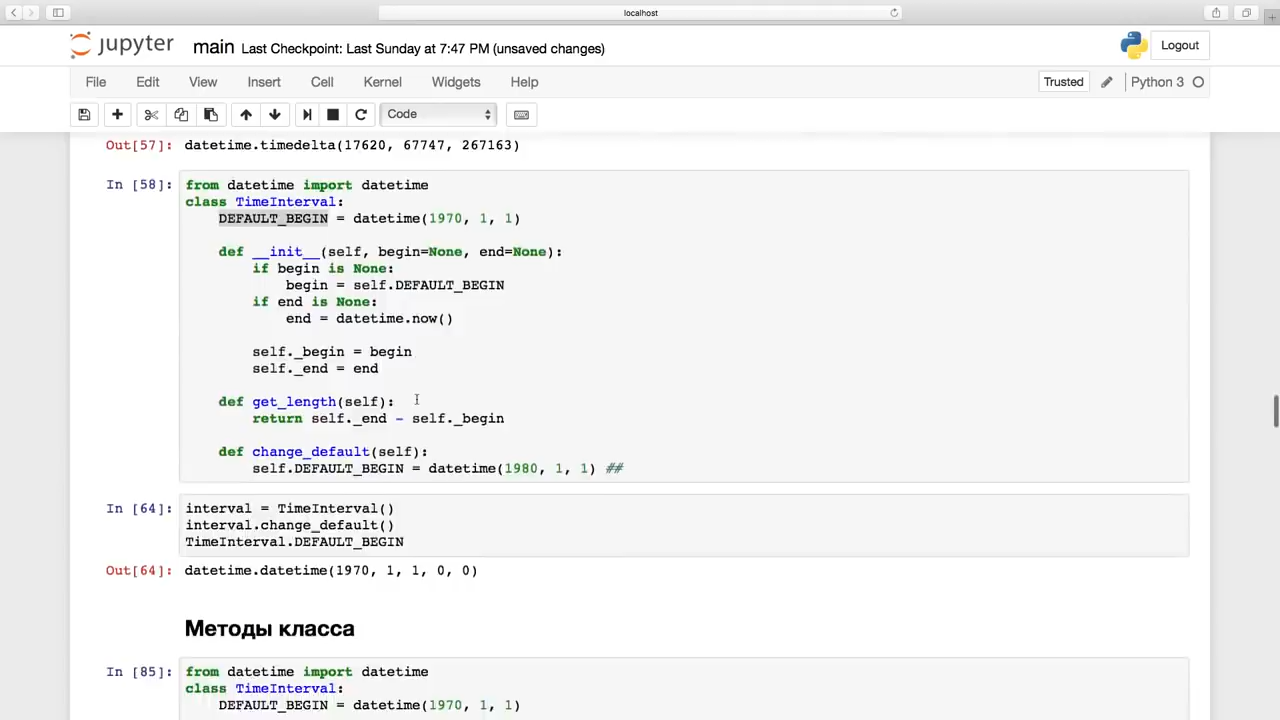 localhost
jupyter main Last Checkpoint: Last Sunday at 7:47 PM (unsaved changes) Logout
File Edit View Insert Cell Kernel Widgets Help Trusted Python 3
Code
Out[57]: datetime.timedelta(17620, 67747, 267163)
In [58]: from datetime import datetime
class TimeInterval:
    DEFAULT_BEGIN = datetime(1970, 1, 1)
    def __init__(self, begin=None, end=None):
        if begin is None:
            begin = self.DEFAULT_BEGIN
        if end is None:
            end = datetime.now()
        self._begin = begin
        self._end = end
    def get_length(self):
        return self._end - self._begin
    def change_default(self):
        self.DEFAULT_BEGIN = datetime(1980, 1, 1) ##
In [64]: interval = TimeInterval()
interval.change_default()
TimeInterval.DEFAULT_BEGIN
Out[64]: datetime.datetime(1970, 1, 1, 0, 0)
Методы класса
In [85]: from datetime import datetime
class TimeInterval:
    DEFAULT_BEGIN = datetime(1970, 1, 1)